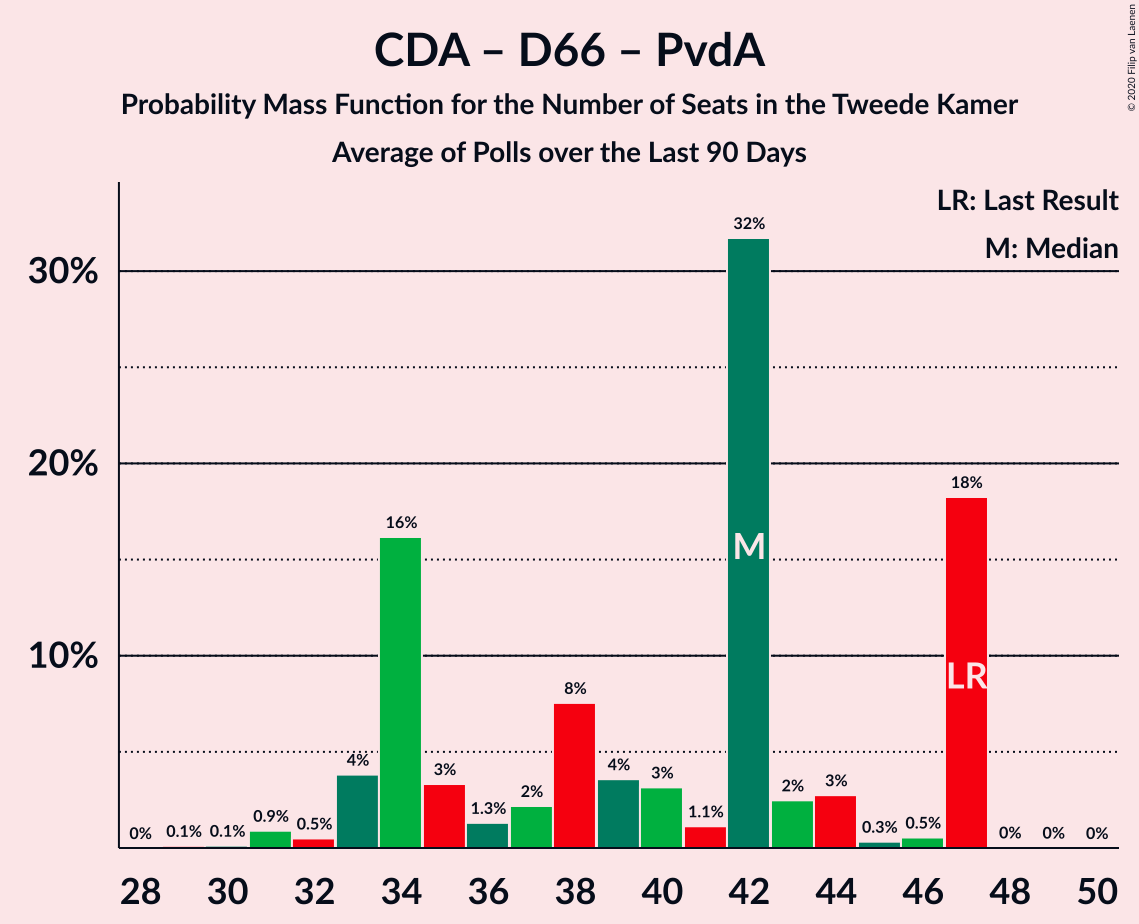 CDA – D66 – PvdA
Probability Mass Function for the Number of Seats in the Tweede Kamer
Average of Polls over the Last 90 Days
© 2020 Filip van Laenen
LR: Last Result
M: Median
30%
20%
10%
0%
0.1%
0.1%
0.9%
0.5%
4%
16%
3%
1.3%
2%
8%
4%
3%
1.1%
32%
2%
3%
0.3%
0.5%
18%
0%
0%
0%
M
LR
28 30 32 34 36 38 40 42 44 46 48 50